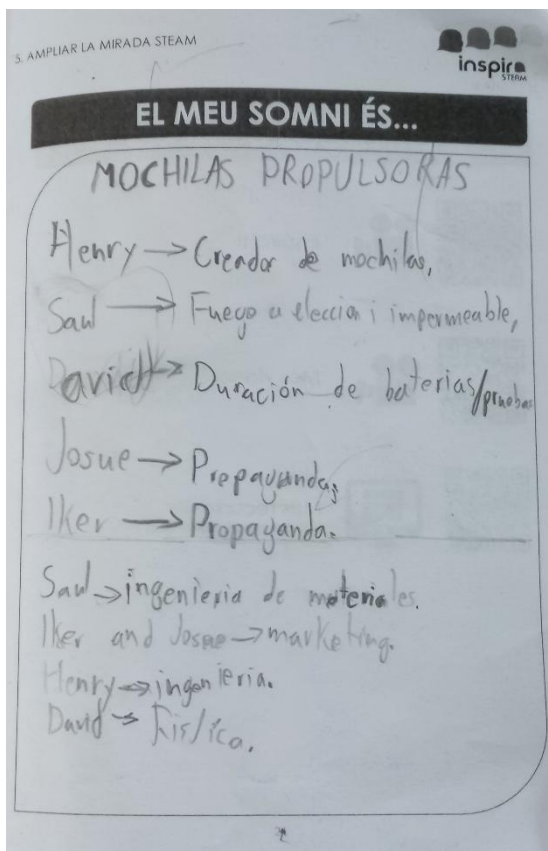 5. AMPLIAR LA MIRADA STEAM
inspira
STEAM
EL MEU SOMNI ÉS...
MOCHILAS PROPULSORAS
Henry → Creador de mochilas,
Saul → Fuego a eleccion i impermeable,
David → Duración de baterias/pruebas
Josue → Propaganda,
Iker → Propaganda.
Saul → ingenieria de materiales.
Iker and Josue → marketing.
Henry → ingenieria.
David →